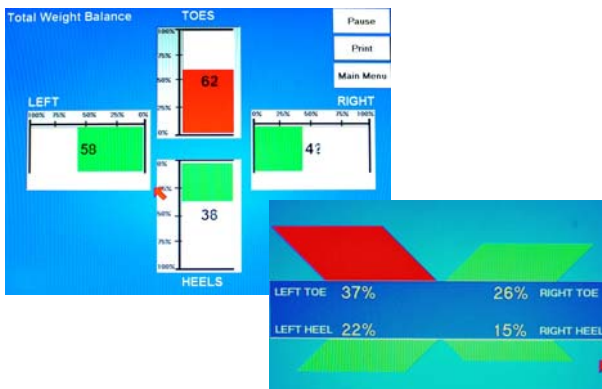 Total Weight Balance
TOES
Pause
Print
Main Menu
100%
75%
50%
25%
0%
62
LEFT
100% 75% 50% 25% 0%
58
RIGHT
0% 25% 50% 75% 100%
0%
25%
50%
75%
100%
HEELS
LEFT TOE 37% 26% RIGHT TOE
LEFT HEEL 22% 15% RIGHT HEEL